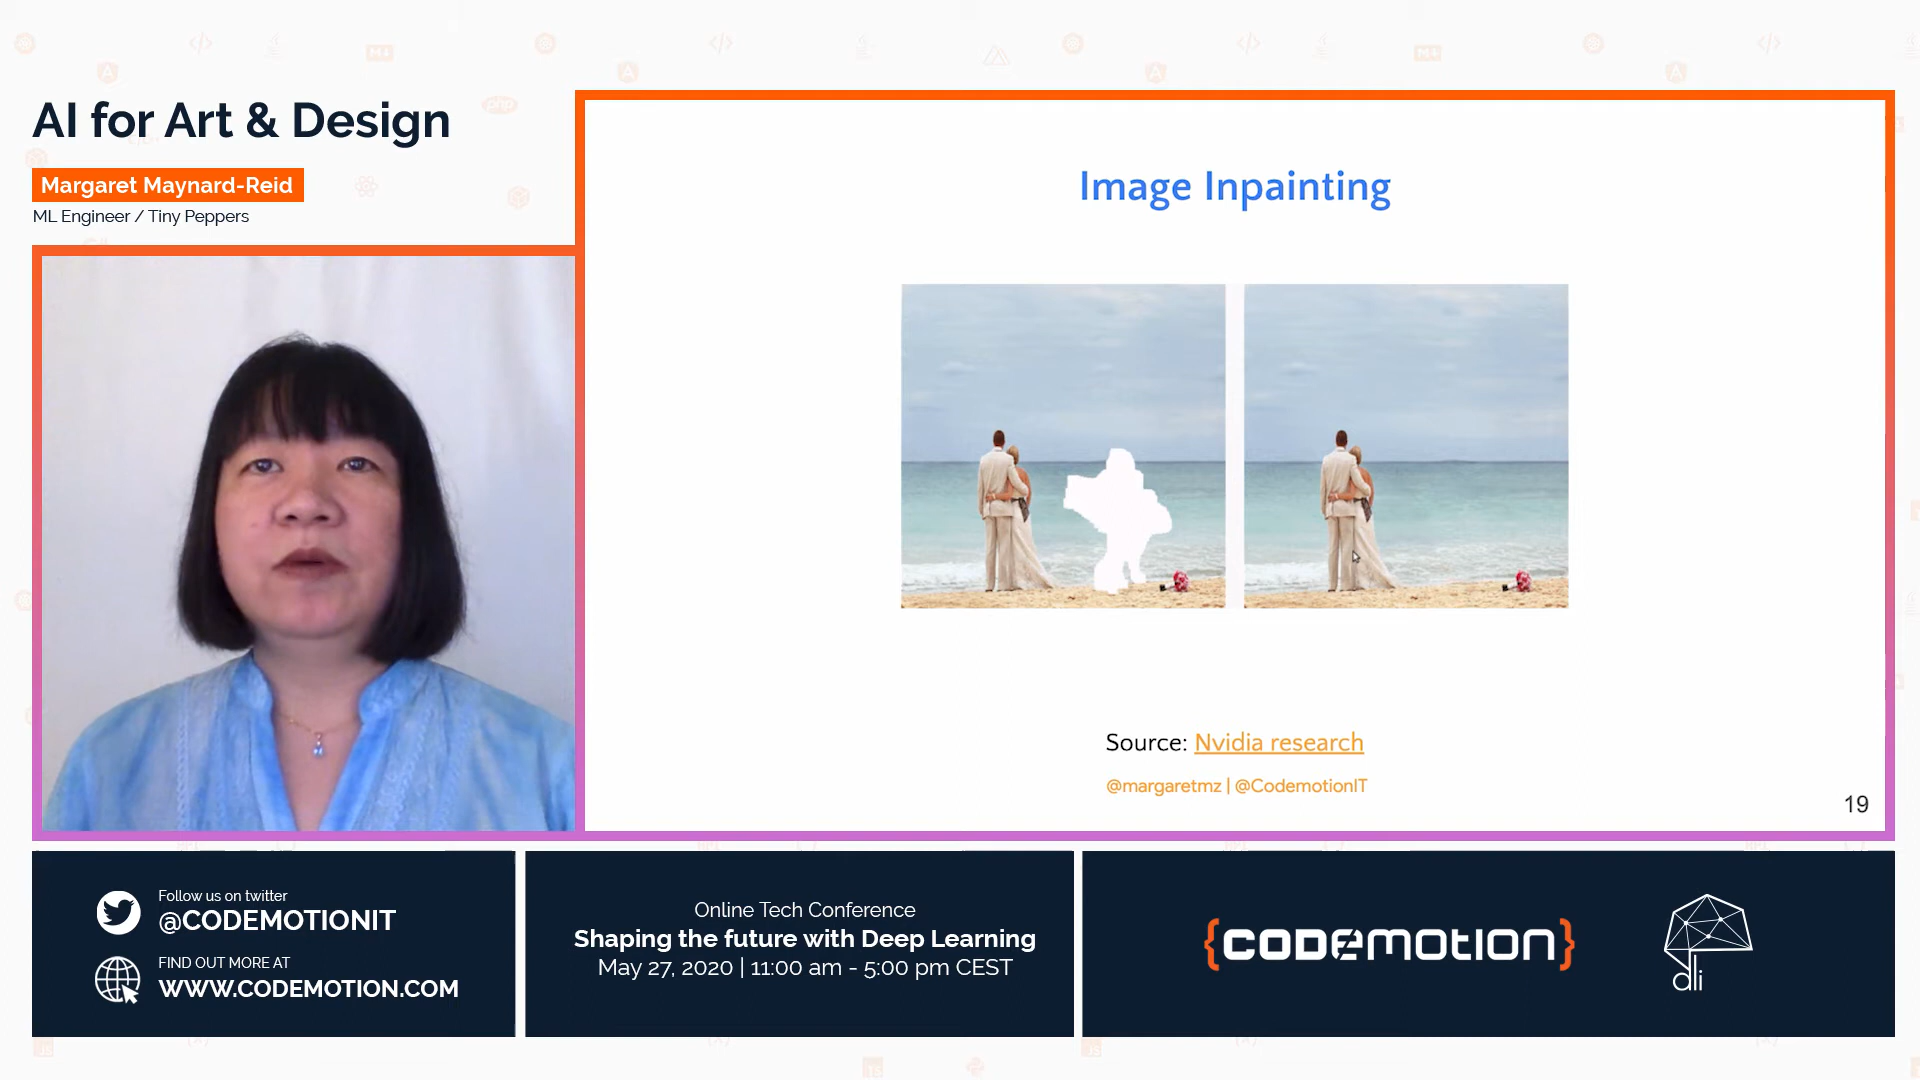 AI for Art & Design
Margaret Maynard-Reid
ML Engineer / Tiny Peppers
Image Inpainting
Source: Nvidia research
@margaretmz | @CodemotionIT
19
Follow us on twitter
@CODEMOTIONIT
FIND OUT MORE AT
WWW.CODEMOTION.COM
Online Tech Conference
Shaping the future with Deep Learning
May 27, 2020 | 11:00 am - 5:00 pm CEST
{CODEMOTION}
dli